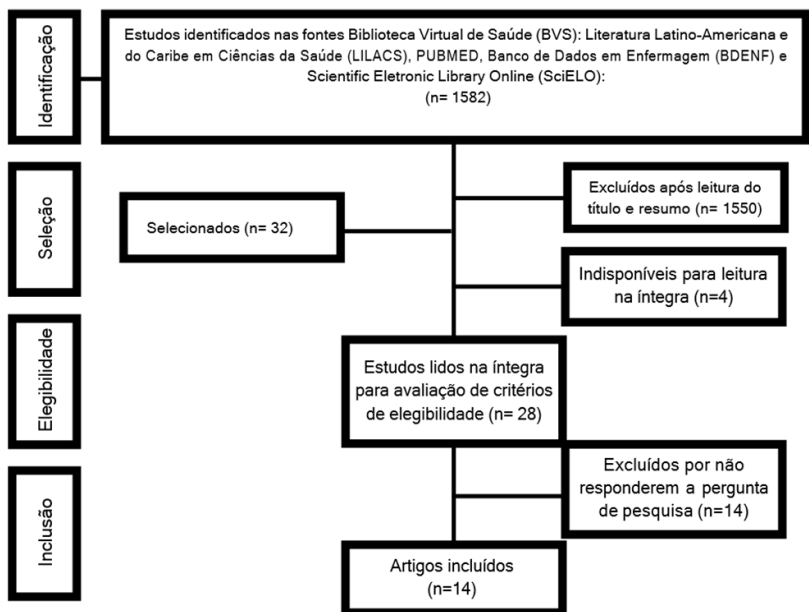 Identificação
Estudos identificados nas fontes Biblioteca Virtual de Saúde (BVS): Literatura Latino-Americana e
do Caribe em Ciências da Saúde (LILACS), PUBMED, Banco de Dados em Enfermagem (BDENF) e
Scientific Eletronic Library Online (SciELO):
(n= 1582)
Seleção
Selecionados (n= 32)
Excluídos após leitura do
título e resumo (n= 1550)
Indisponíveis para leitura
na íntegra (n=4)
Elegibilidade
Estudos lidos na íntegra
para avaliação de critérios
de elegibilidade (n= 28)
Excluídos por não
responderem a pergunta
de pesquisa (n=14)
Inclusão
Artigos incluídos
(n=14)